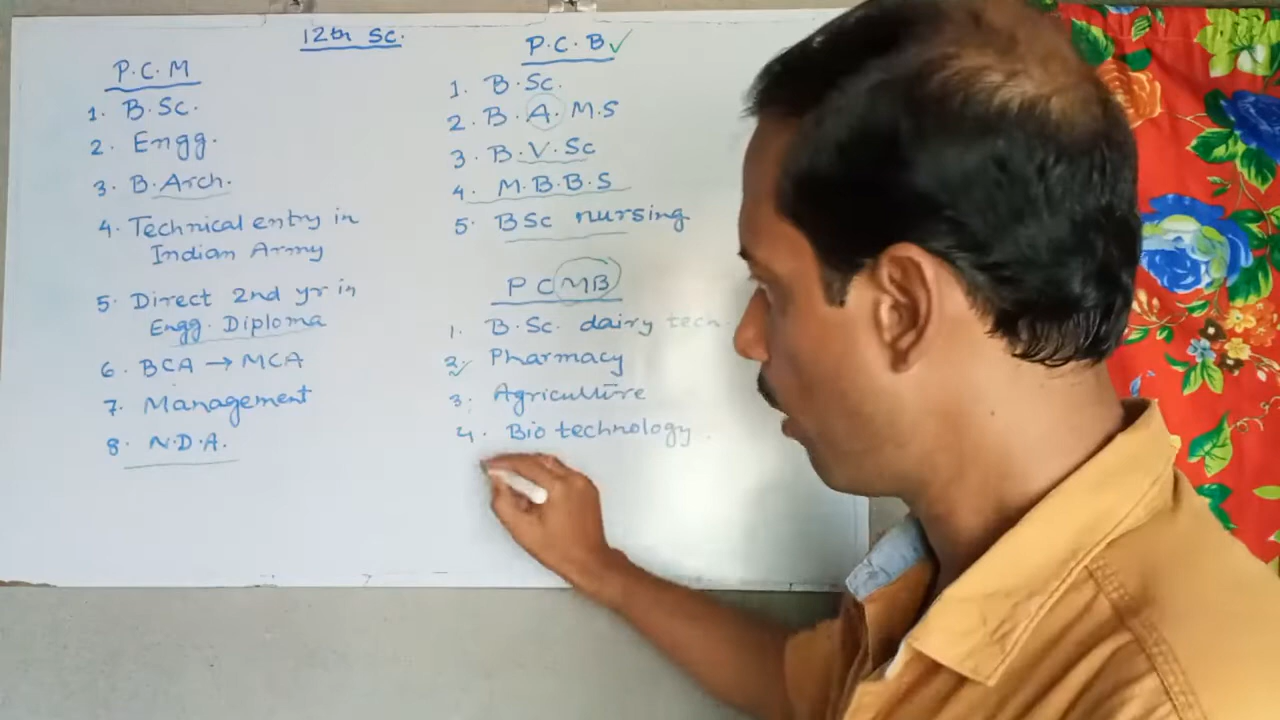 12th Sc.
P.C.M
1. B.Sc.
2. Engg.
3. B.Arch.
4. Technical entry in
Indian Army
5. Direct 2nd yr in
Engg. Diploma
6. BCA → MCA
7. Management
8. N.D.A.
P.C.B ✓
1. B.Sc.
2. B.A.M.S
3. B.V.Sc
4. M.B.B.S
5. BSc nursing
PCMB
1. B.Sc. dairy tech.
2. Pharmacy
3. Agriculture
4. Bio technology.